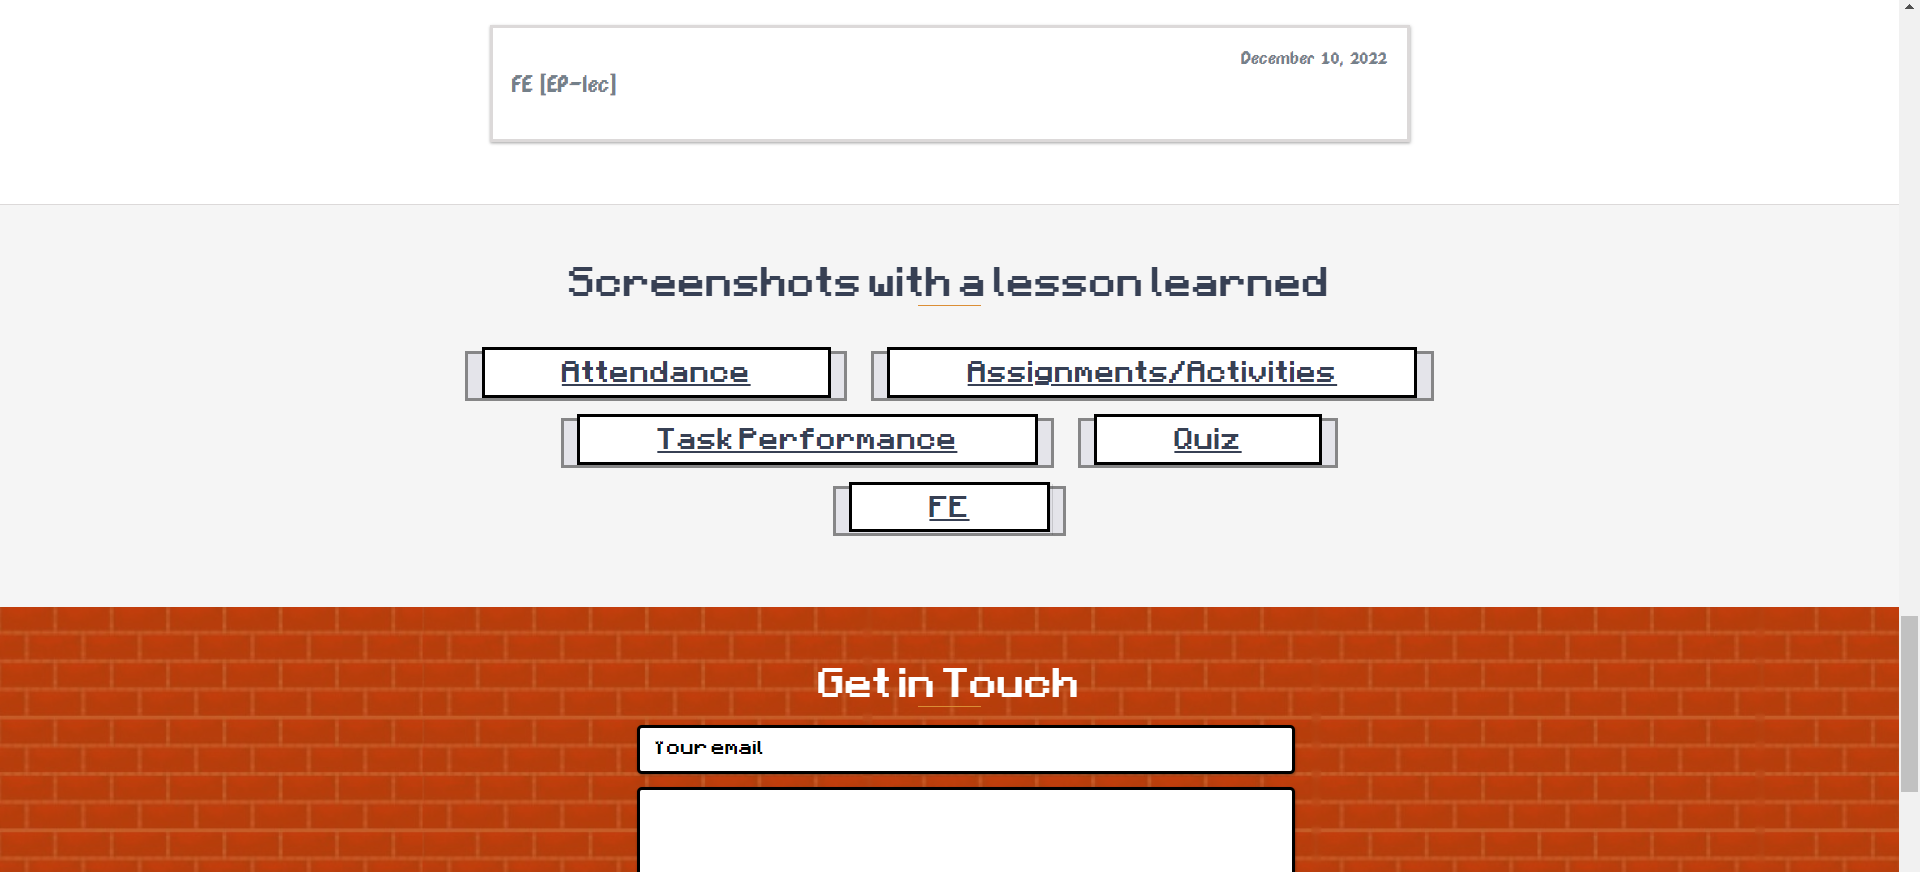 December 10, 2022
FE [EP-lec]
Screenshots with a lesson learned
Attendance
Assignments/Activities
Task Performance
Quiz
FE
Get in Touch
Your email